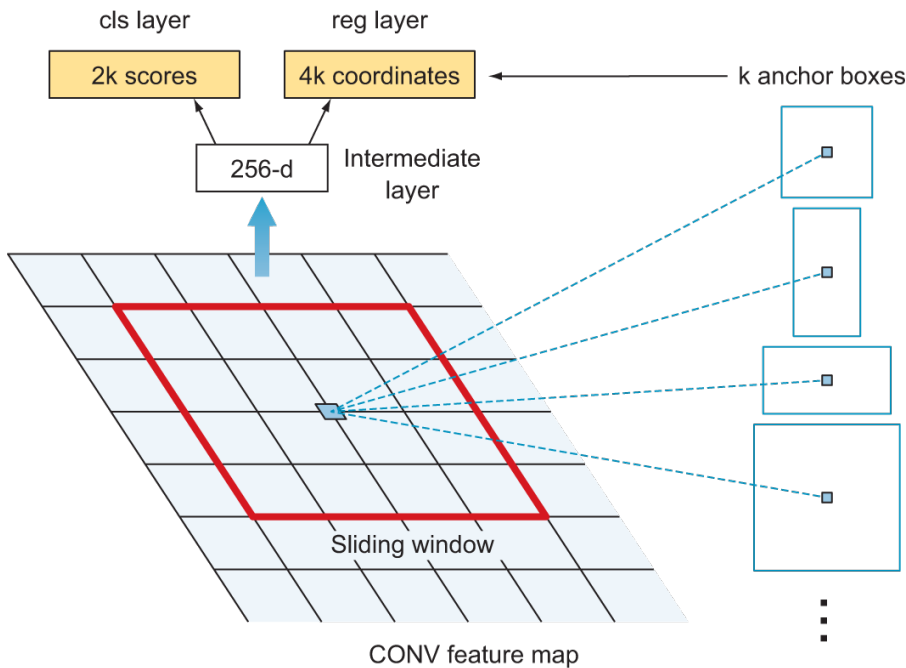 cls layer
reg layer
2k scores
4k coordinates
k anchor boxes
256-d
Intermediate
layer
Sliding window
CONV feature map